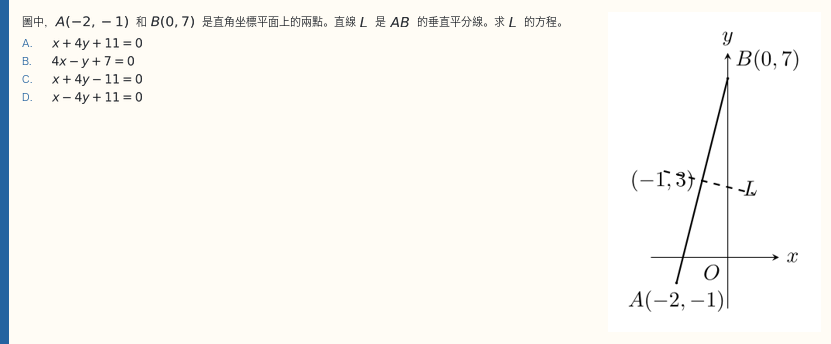 圖中，A(−2, −1) 和 B(0, 7) 是直角坐標平面上的兩點。直線 L 是 AB 的垂直平分線。求 L 的方程。
A. x + 4y + 11 = 0
B. 4x − y + 7 = 0
C. x + 4y − 11 = 0
D. x − 4y + 11 = 0
y
B(0, 7)
(−1, 3)
L
x
O
A(−2, −1)